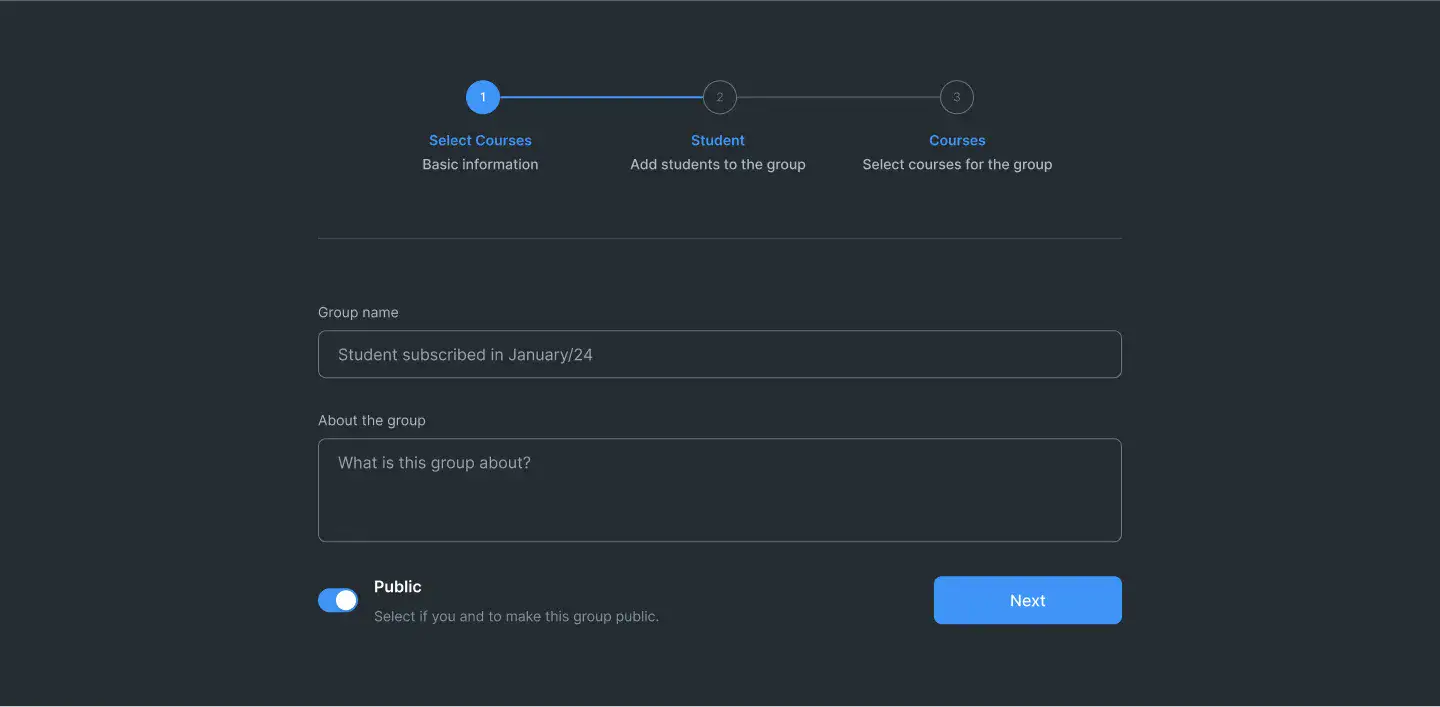 1 2 3
Select Courses Student Courses
Basic information Add students to the group Select courses for the group
Group name
Student subscribed in January/24
About the group
What is this group about?
Public
Select if you and to make this group public.
Next